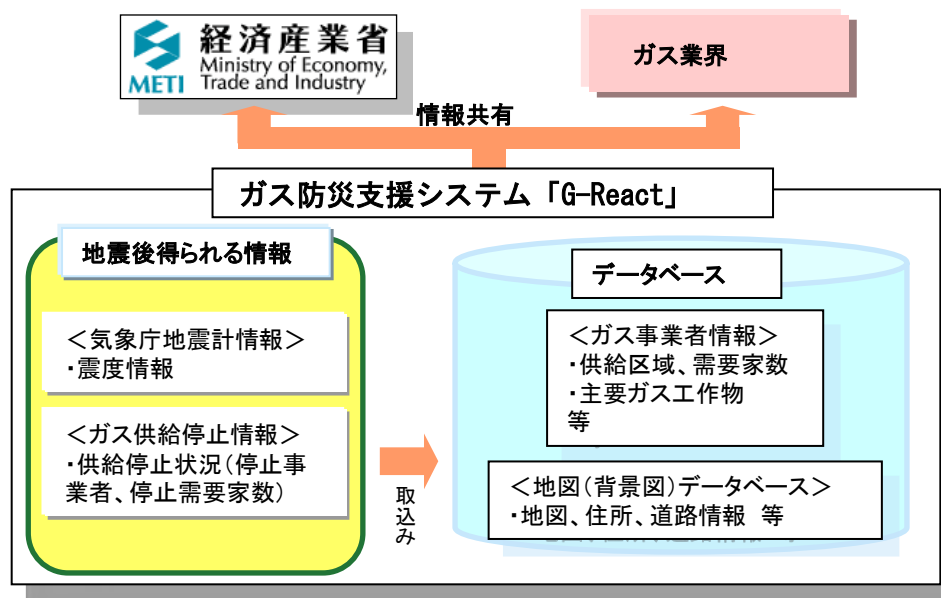 経済産業省
Ministry of Economy,
Trade and Industry
METI
ガス業界
情報共有
ガス防災支援システム「G-React」
地震後得られる情報
＜気象庁地震計情報＞
・震度情報
＜ガス供給停止情報＞
・供給停止状況（停止事
業者、停止需要家数）
取込み
データベース
＜ガス事業者情報＞
・供給区域、需要家数
・主要ガス工作物
等
＜地図（背景図）データベース＞
・地図、住所、道路情報 等